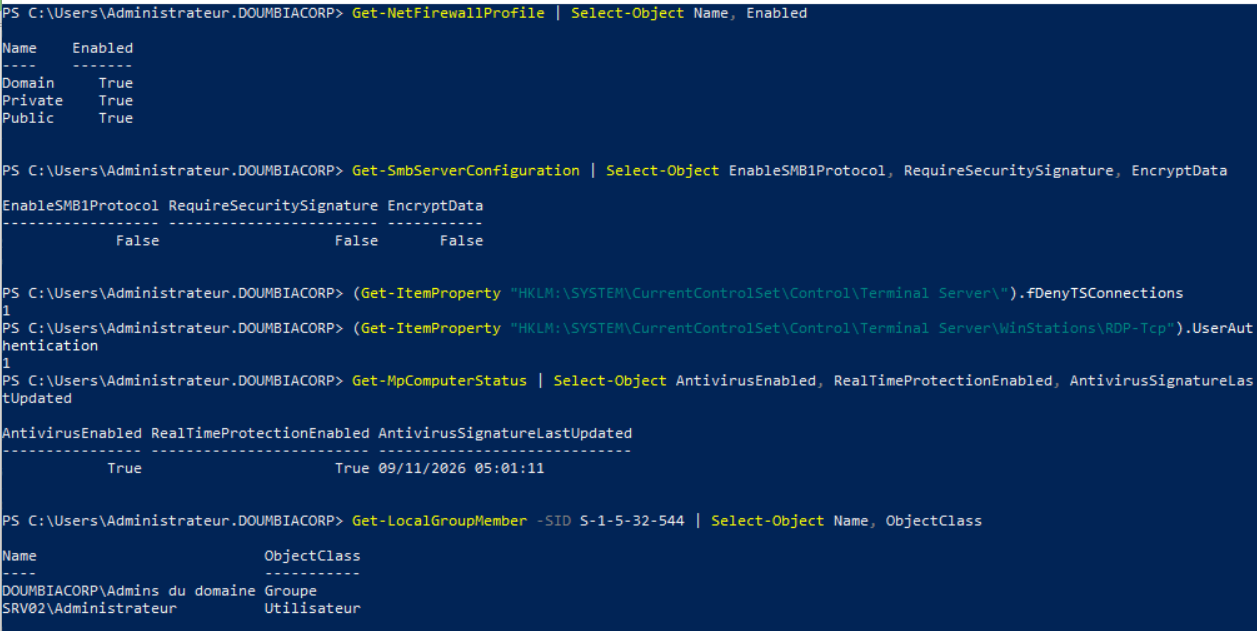 PS C:\Users\Administrateur.DOUMBIACORP> Get-NetFirewallProfile | Select-Object Name, Enabled
Name    Enabled
----    -------
Domain     True
Private    True
Public     True
PS C:\Users\Administrateur.DOUMBIACORP> Get-SmbServerConfiguration | Select-Object EnableSMB1Protocol, RequireSecuritySignature, EncryptData
EnableSMB1Protocol RequireSecuritySignature EncryptData
------------------ ------------------------ -----------
             False                    False       False
PS C:\Users\Administrateur.DOUMBIACORP> (Get-ItemProperty "HKLM:\SYSTEM\CurrentControlSet\Control\Terminal Server\").fDenyTSConnections
1
PS C:\Users\Administrateur.DOUMBIACORP> (Get-ItemProperty "HKLM:\SYSTEM\CurrentControlSet\Control\Terminal Server\WinStations\RDP-Tcp").UserAut
hentication
1
PS C:\Users\Administrateur.DOUMBIACORP> Get-MpComputerStatus | Select-Object AntivirusEnabled, RealTimeProtectionEnabled, AntivirusSignatureLas
tUpdated
AntivirusEnabled RealTimeProtectionEnabled AntivirusSignatureLastUpdated
---------------- ------------------------- -----------------------------
            True                      True 09/11/2026 05:01:11
PS C:\Users\Administrateur.DOUMBIACORP> Get-LocalGroupMember -SID S-1-5-32-544 | Select-Object Name, ObjectClass
Name                         ObjectClass
----                         -----------
DOUMBIACORP\Admins du domaine Groupe
SRV02\Administrateur         Utilisateur